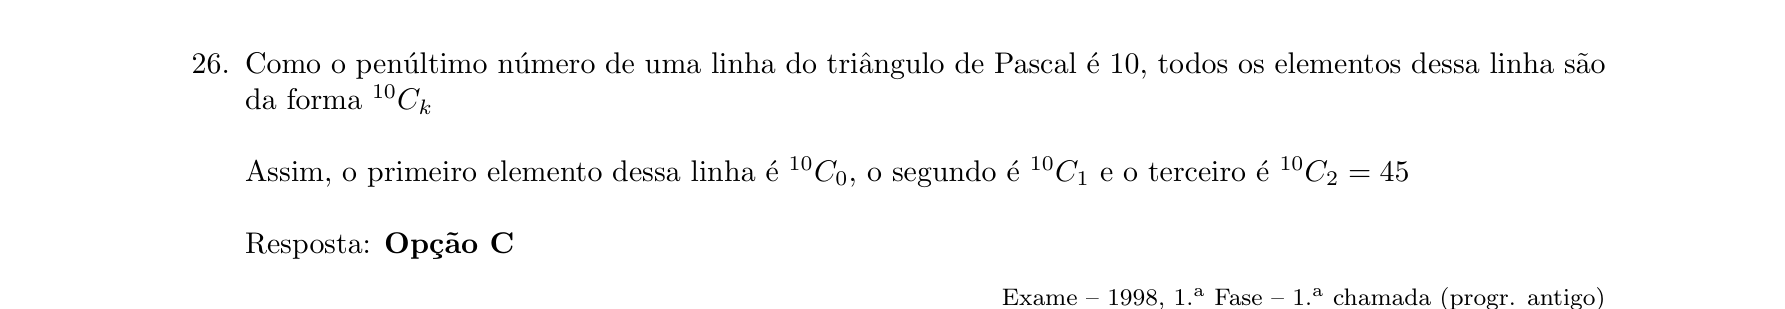 26. Como o penúltimo número de uma linha do triângulo de Pascal é 10, todos os elementos dessa linha são
da forma $^{10}C_k$
Assim, o primeiro elemento dessa linha é $^{10}C_0$, o segundo é $^{10}C_1$ e o terceiro é $^{10}C_2 = 45$
Resposta: Opção C
Exame – 1998, 1.ª Fase – 1.ª chamada (progr. antigo)